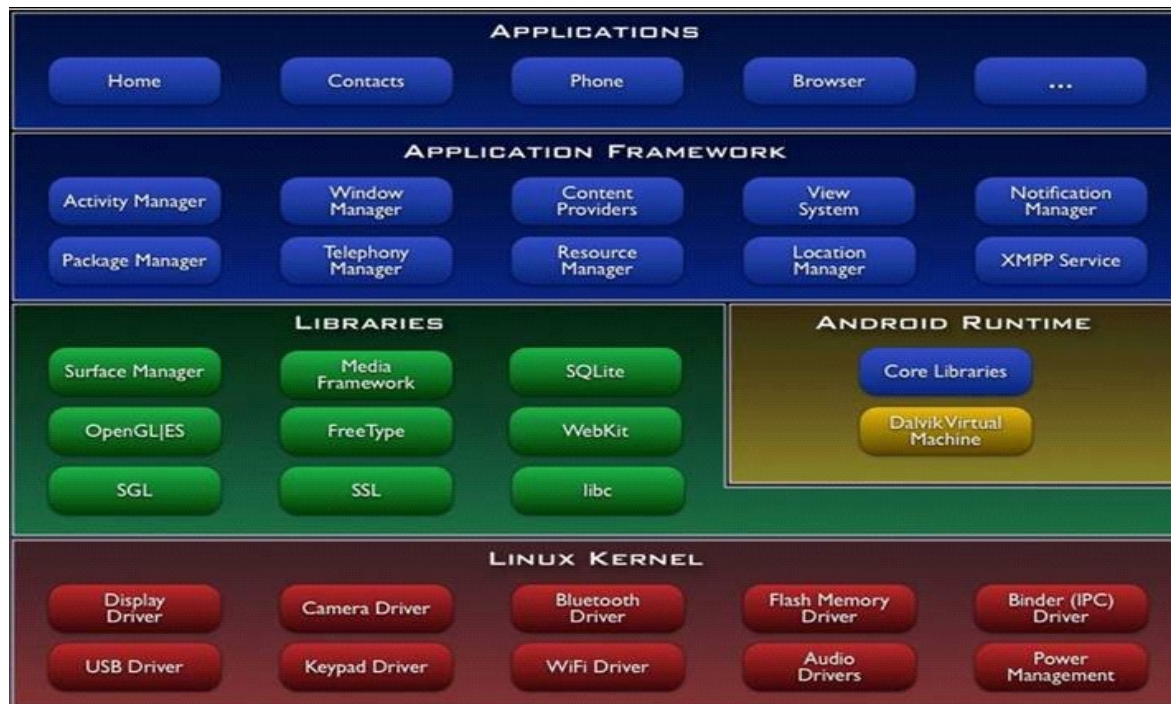 APPLICATIONS
Home
Contacts
Phone
Browser
...
APPLICATION FRAMEWORK
Activity Manager
Window
Manager
Content
Providers
View
System
Notification
Manager
Package Manager
Telephony
Manager
Resource
Manager
Location
Manager
XMPP Service
LIBRARIES
Surface Manager
Media
Framework
SQLite
OpenGL|ES
FreeType
WebKit
SGL
SSL
libc
ANDROID RUNTIME
Core Libraries
Dalvik Virtual
Machine
LINUX KERNEL
Display
Driver
Camera Driver
Bluetooth
Driver
Flash Memory
Driver
Binder (IPC)
Driver
USB Driver
Keypad Driver
WiFi Driver
Audio
Drivers
Power
Management